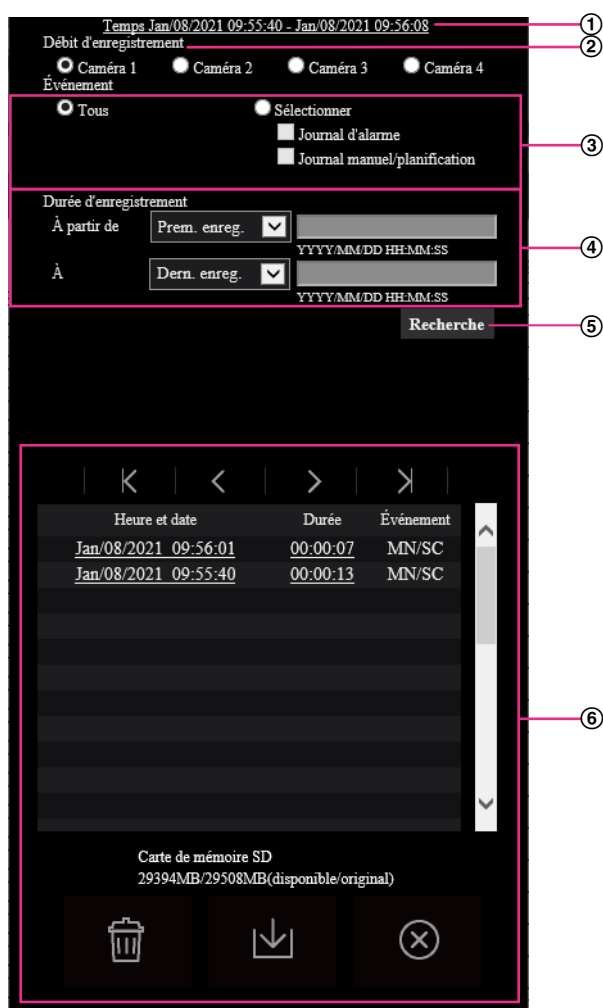 Temps Jan/08/2021 09:55:40 - Jan/08/2021 09:56:08 ①
Débit d'enregistrement ②
Caméra 1 Caméra 2 Caméra 3 Caméra 4
Événement
Tous Sélectionner
Journal d'alarme ③
Journal manuel/planification
Durée d'enregistrement
À partir de Prem. enreg.
YYYY/MM/DD HH:MM:SS ④
À Dern. enreg.
YYYY/MM/DD HH:MM:SS
Recherche ⑤
Heure et date Durée Événement
Jan/08/2021 09:56:01 00:00:07 MN/SC
Jan/08/2021 09:55:40 00:00:13 MN/SC
⑥
Carte de mémoire SD
29394MB/29508MB(disponible/original)